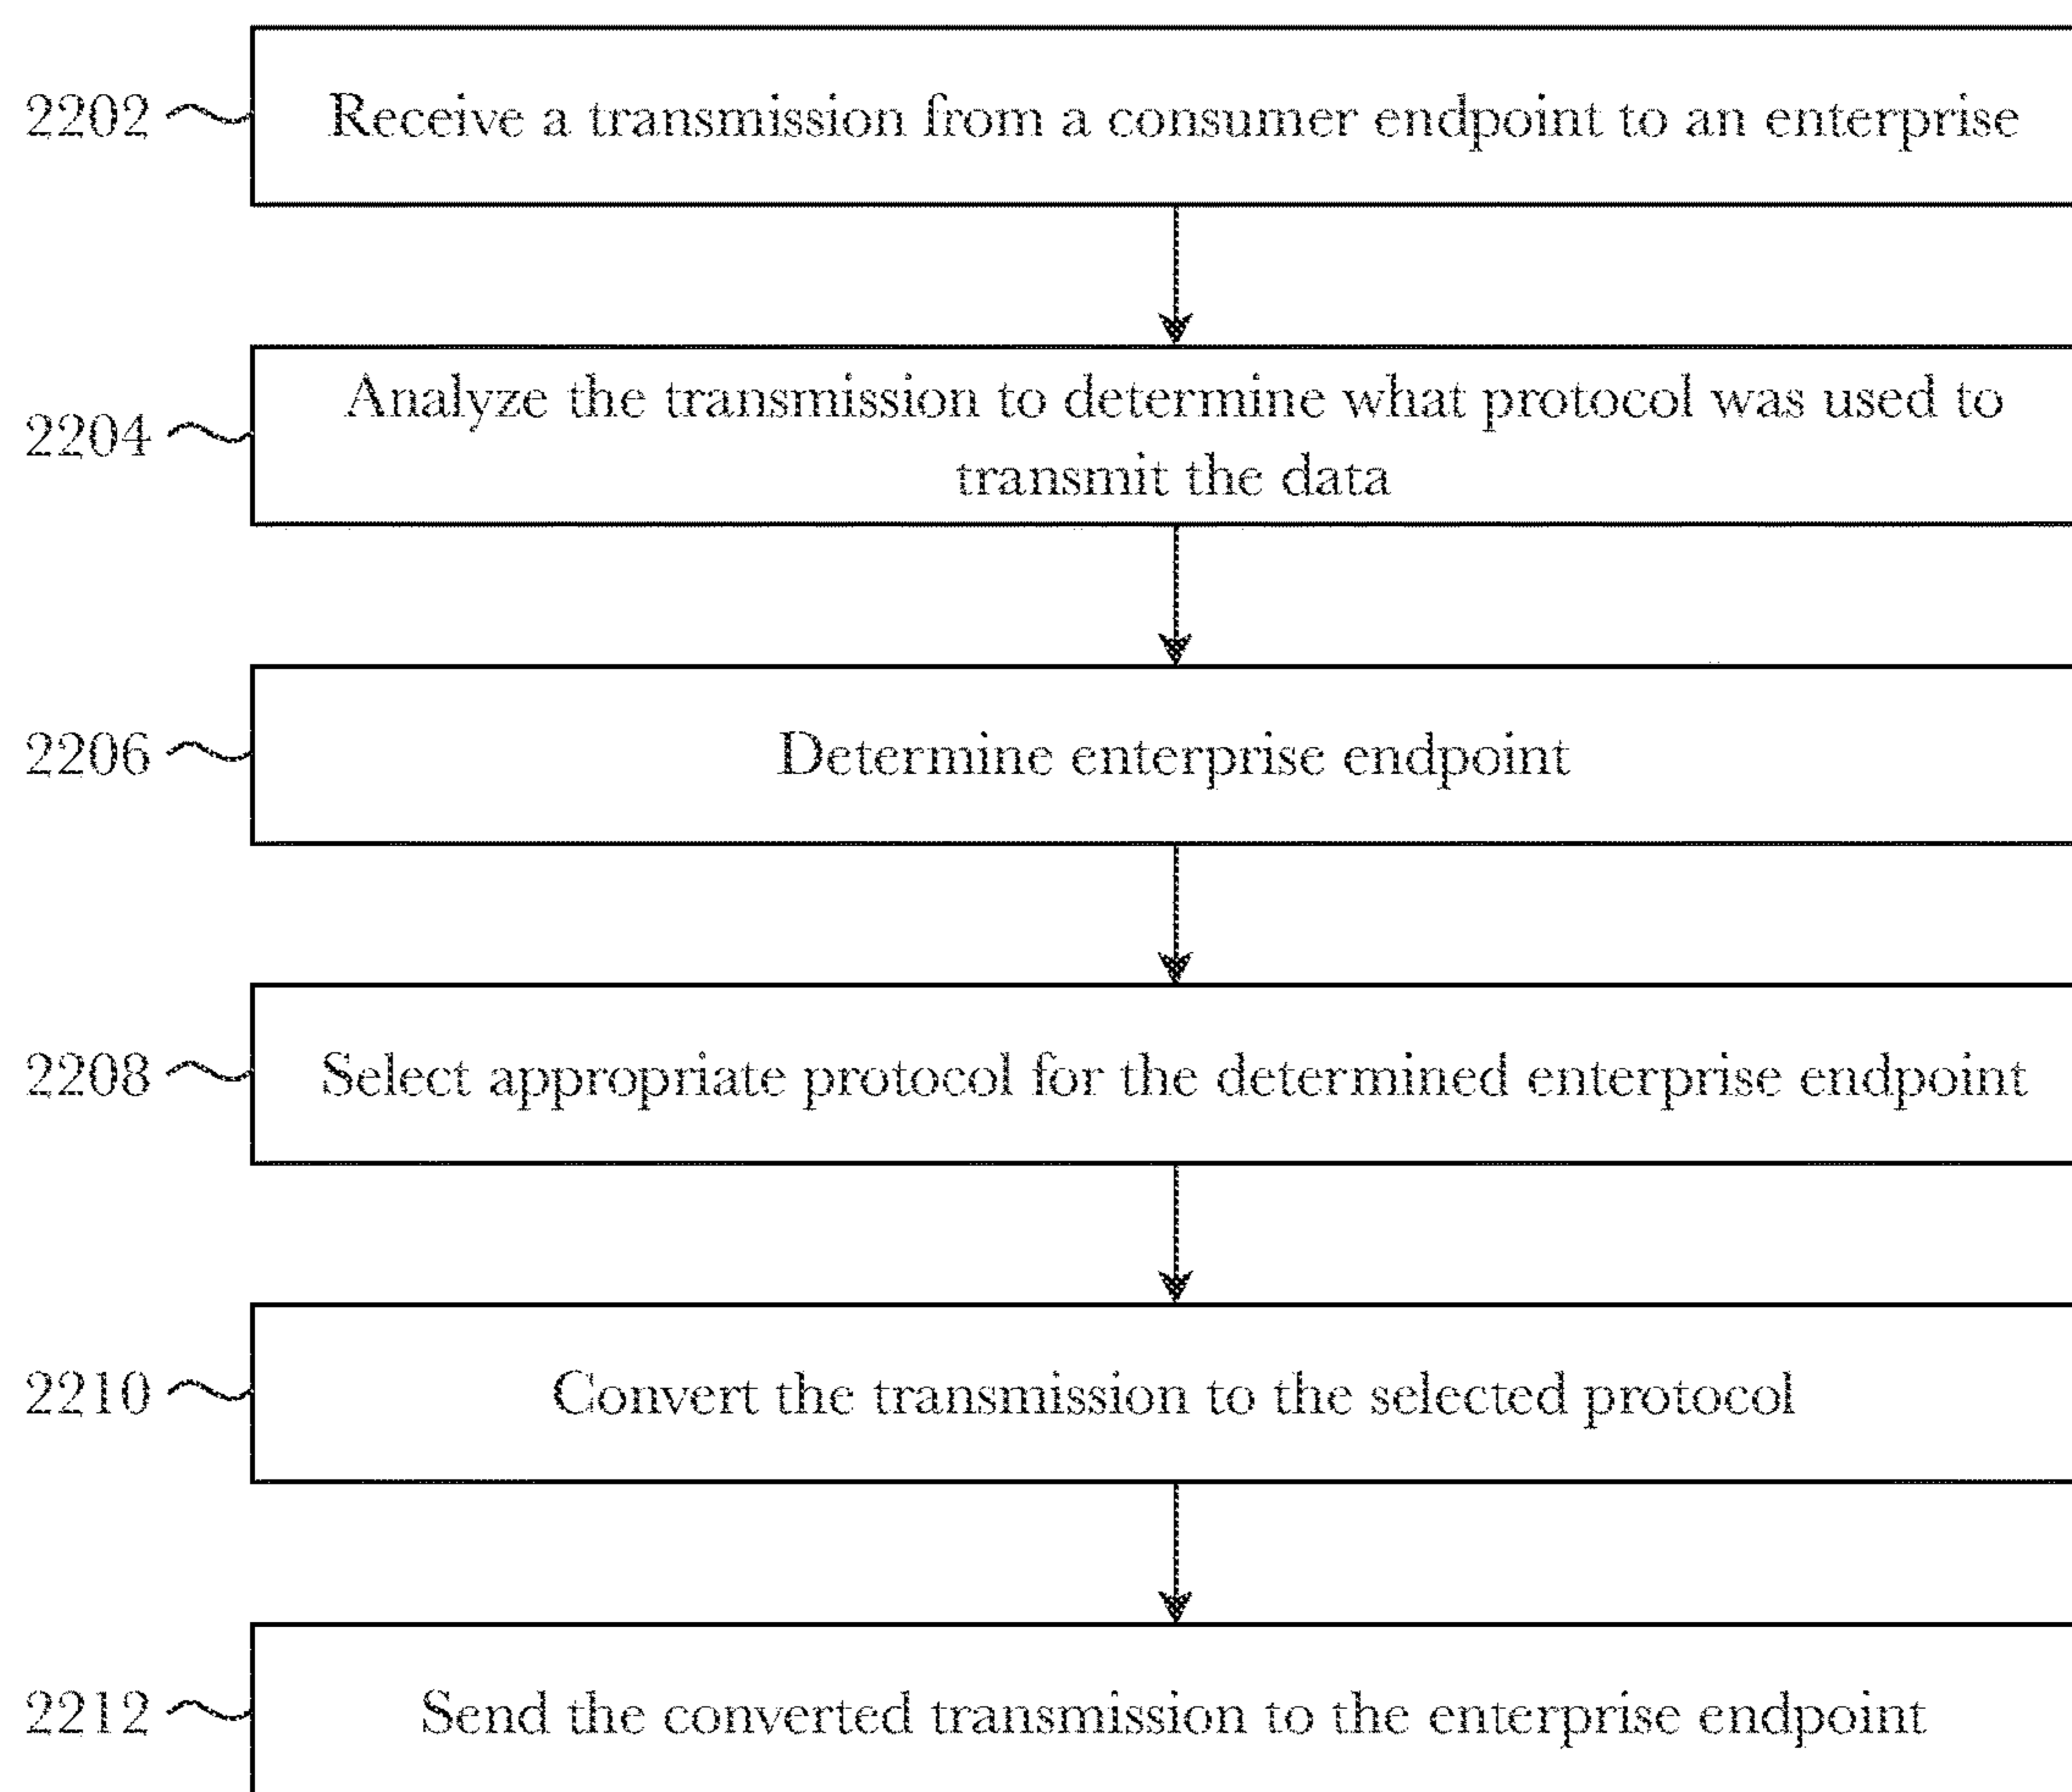 2202 Receive a transmission from a consumer endpoint to an enterprise
2204 Analyze the transmission to determine what protocol was used to
transmit the data
2206 Determine enterprise endpoint
2208 Select appropriate protocol for the determined enterprise endpoint
2210 Convert the transmission to the selected protocol
2212 Send the converted transmission to the enterprise endpoint